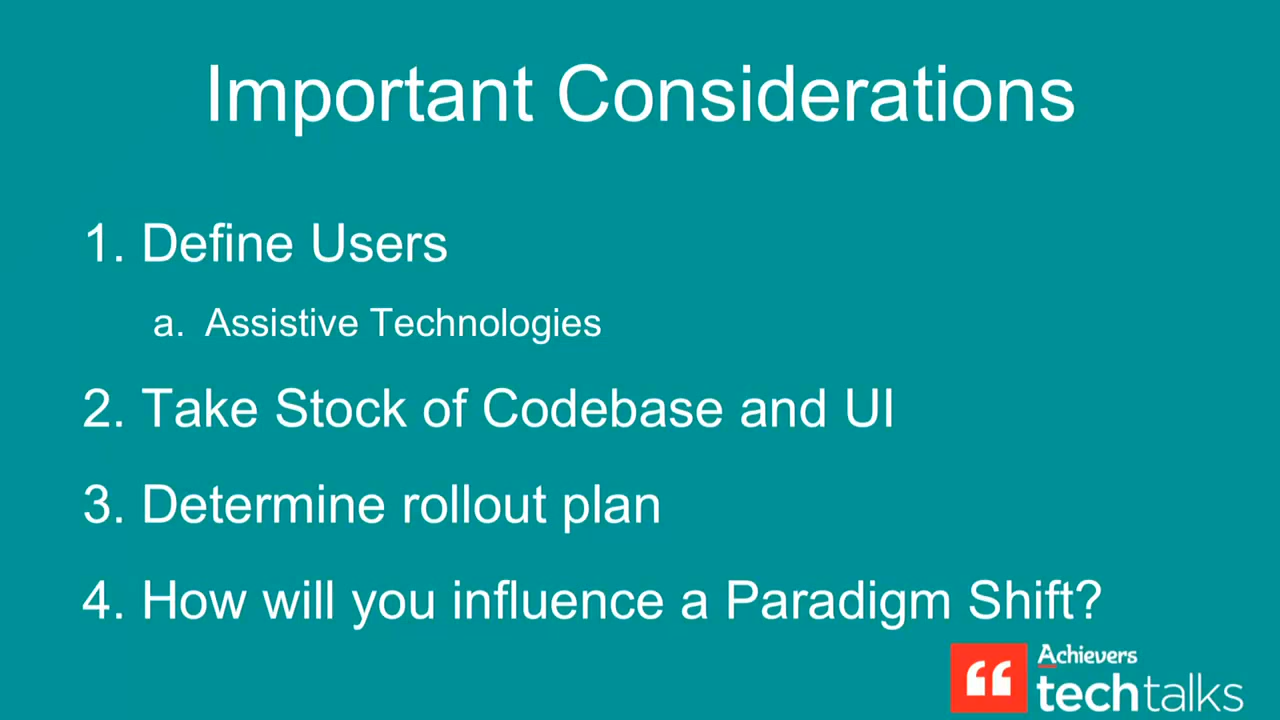 Important Considerations
1. Define Users
a. Assistive Technologies
2. Take Stock of Codebase and UI
3. Determine rollout plan
4. How will you influence a Paradigm Shift?
Achievers
techtalks